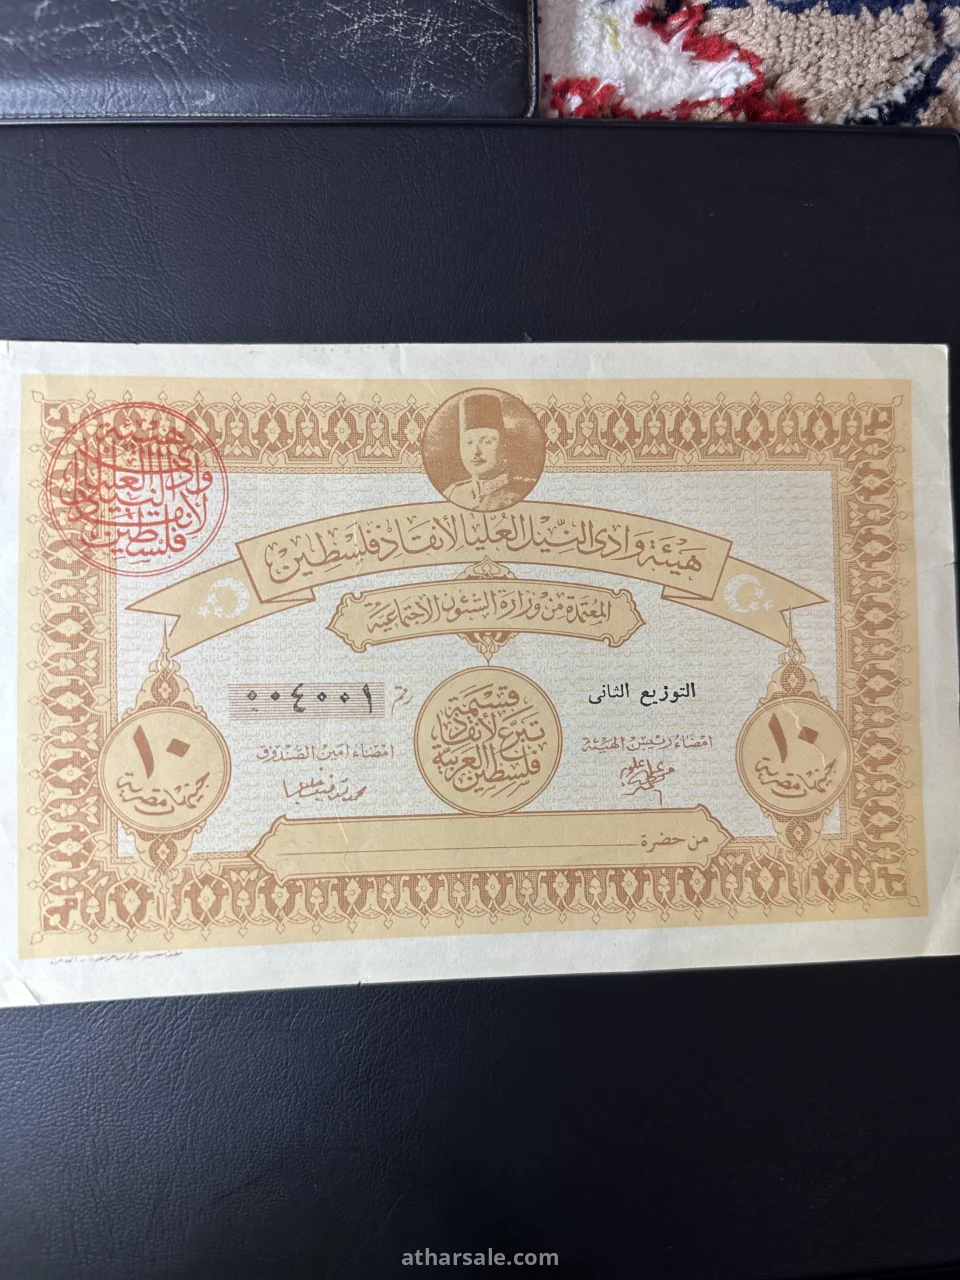 هيئة وادى النيل العليا لانقاذ فلسطين
هيئة وادى النيل العليا لانقاذ فلسطين
المعتمدة من وزارة الشئون الاجتماعية
التوزيع الثانى
قسيمة
تبرع لانقاذ
فلسطين العربية
رقم ٠٠٤٠٠١
١٠
جنيهات مصرية
امضاء رئيس الهيئة
امضاء امين الصندوق
١٠
جنيهات مصرية
من حضرة
atharsale.com